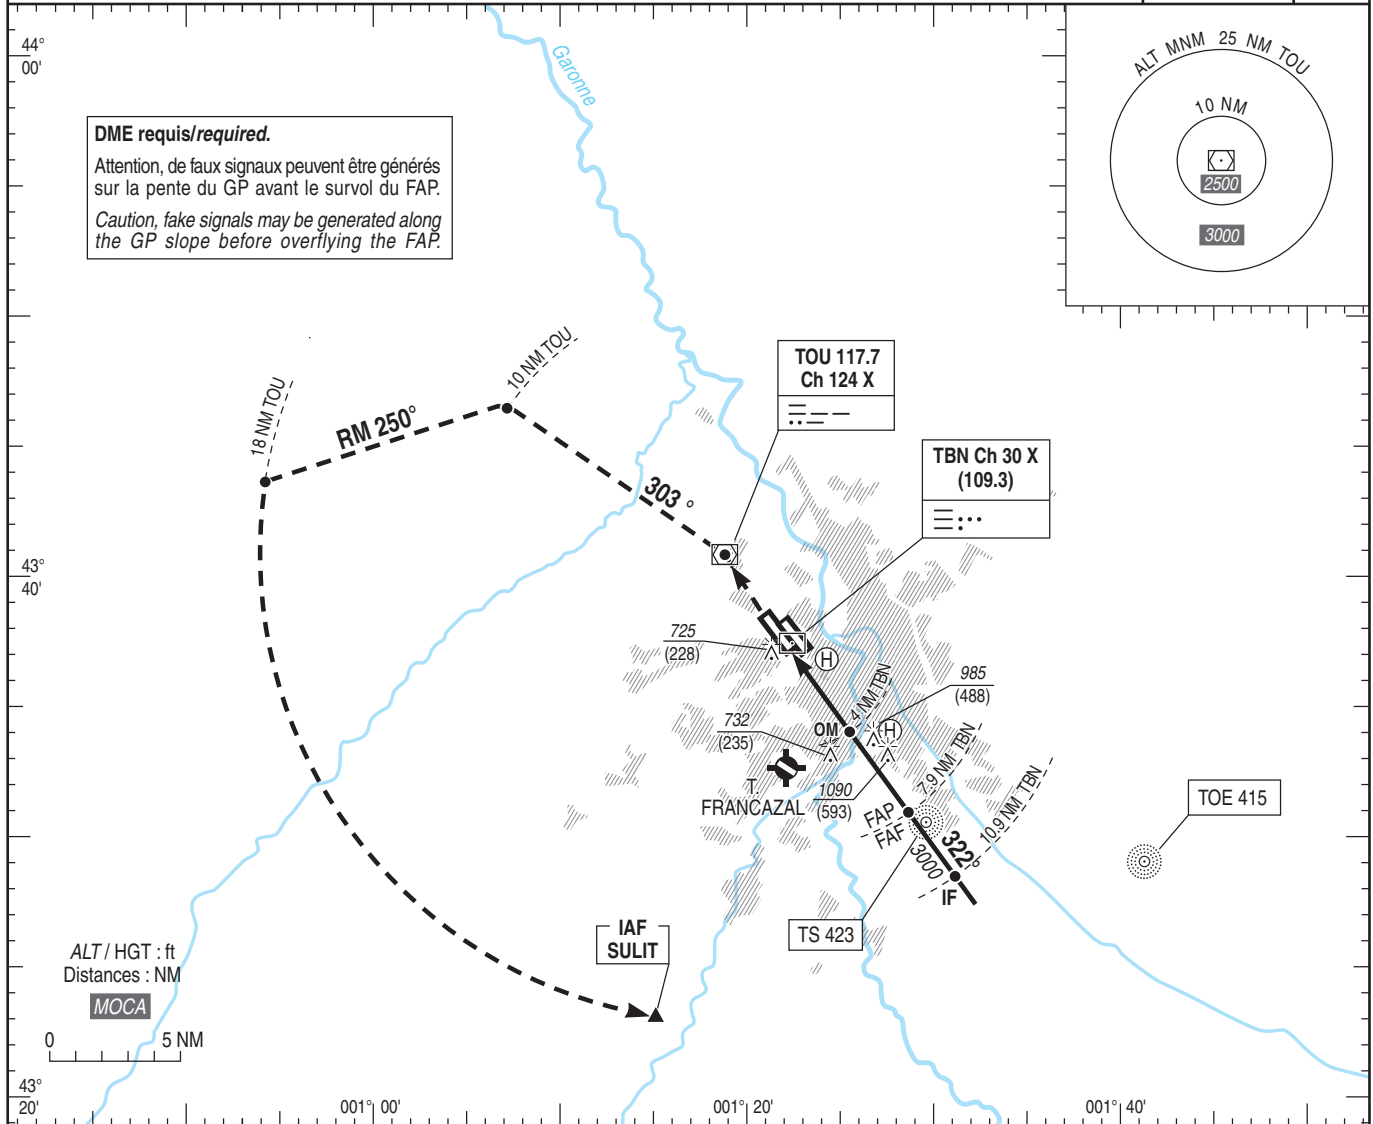 44°
00'
Garonne
ALT MNM 25 NM TOU
10 NM
2500
3000
DME requis/required.
Attention, de faux signaux peuvent être générés
sur la pente du GP avant le survol du FAP.
Caution, fake signals may be generated along
the GP slope before overflying the FAP.
10 NM TOU
18 NM TOU
RM 250°
303 °
TOU 117.7
Ch 124 X
TBN Ch 30 X
(109.3)
43°
40'
725
(228)
H
4 NM TBN
985
(488)
732
(235)
OM
H
T.
FRANCAZAL
1090
(593)
7.9 NM TBN
10.9 NM TBN
FAP
FAF
322°
3000
IF
TOE 415
TS 423
IAF
SULIT
ALT / HGT : ft
Distances : NM
MOCA
0 5 NM
43°
20'
001° 00'
001° 20'
001° 40'